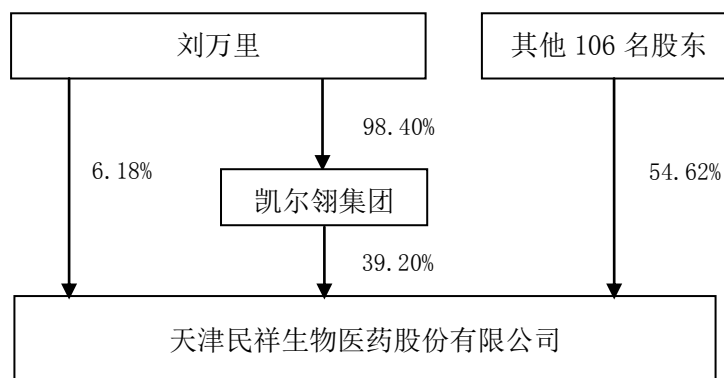 刘万里
其他 106 名股东
98.40%
6.18%
54.62%
凯尔翎集团
39.20%
天津民祥生物医药股份有限公司